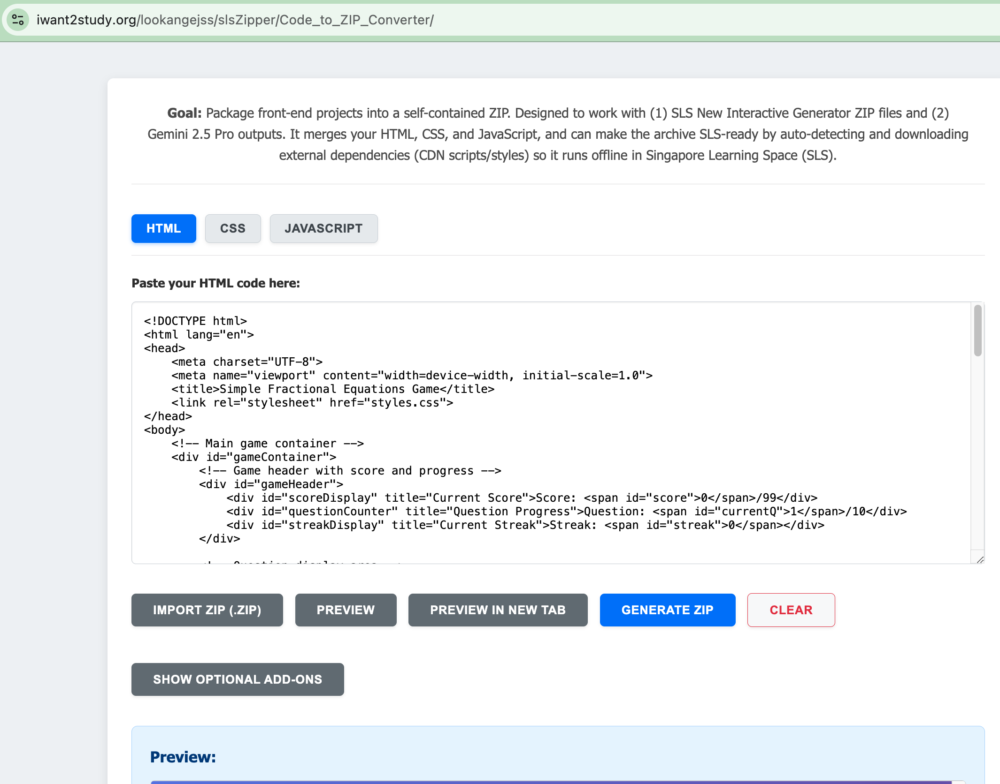 iwant2study.org/lookangejss/slsZipper/Code_to_ZIP_Converter/
Goal: Package front-end projects into a self-contained ZIP. Designed to work with (1) SLS New Interactive Generator ZIP files and (2)
Gemini 2.5 Pro outputs. It merges your HTML, CSS, and JavaScript, and can make the archive SLS-ready by auto-detecting and downloading
external dependencies (CDN scripts/styles) so it runs offline in Singapore Learning Space (SLS).
HTML CSS JAVASCRIPT
Paste your HTML code here:
<!DOCTYPE html>
<html lang="en">
<head>
    <meta charset="UTF-8">
    <meta name="viewport" content="width=device-width, initial-scale=1.0">
    <title>Simple Fractional Equations Game</title>
    <link rel="stylesheet" href="styles.css">
</head>
<body>
    <!-- Main game container -->
    <div id="gameContainer">
        <!-- Game header with score and progress -->
        <div id="gameHeader">
            <div id="scoreDisplay" title="Current Score">Score: <span id="score">0</span>/99</div>
            <div id="questionCounter" title="Question Progress">Question: <span id="currentQ">1</span>/10</div>
            <div id="streakDisplay" title="Current Streak">Streak: <span id="streak">0</span></div>
        </div>
IMPORT ZIP (.ZIP) PREVIEW PREVIEW IN NEW TAB GENERATE ZIP CLEAR
SHOW OPTIONAL ADD-ONS
Preview: